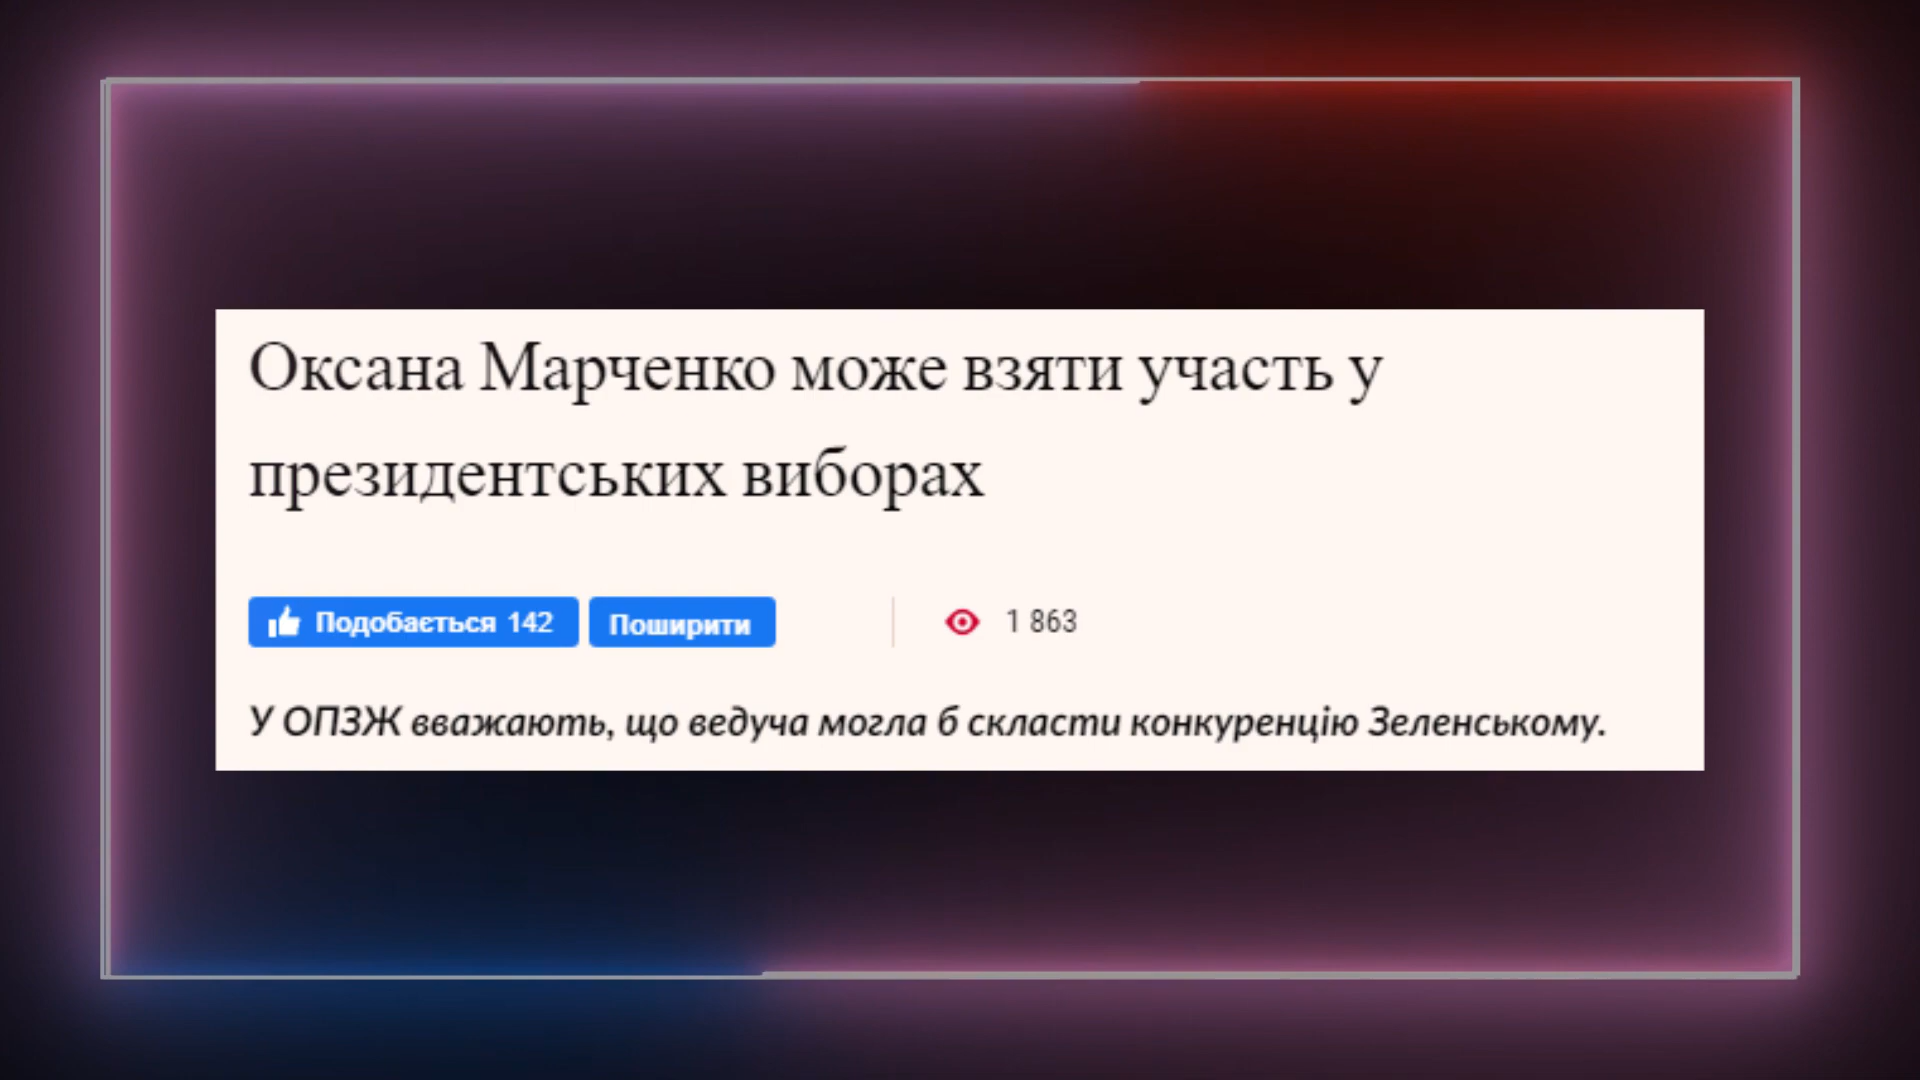 Оксана Марченко може взяти участь у
президентських виборах
Подобається 142 Поширити 1 863
У ОПЗЖ вважають, що ведуча могла б скласти конкуренцію Зеленському.